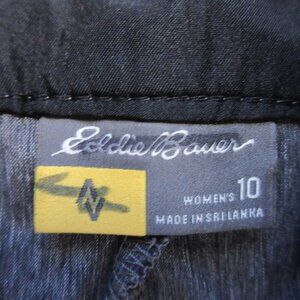 Eddie Bauer
WOMEN'S 10
MADE IN SRI LANKA